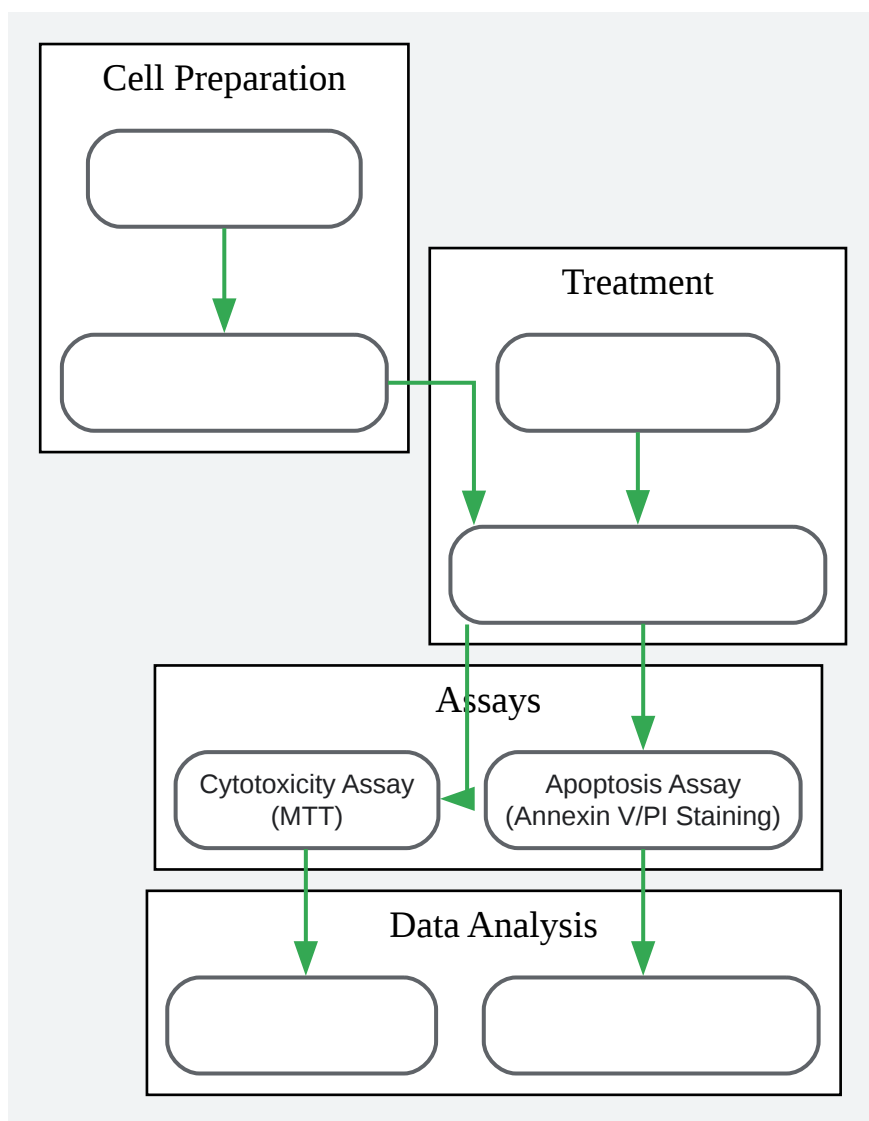 Cell Preparation
Treatment
Assays
Cytotoxicity Assay
(MTT)
Apoptosis Assay
(Annexin V/PI Staining)
Data Analysis